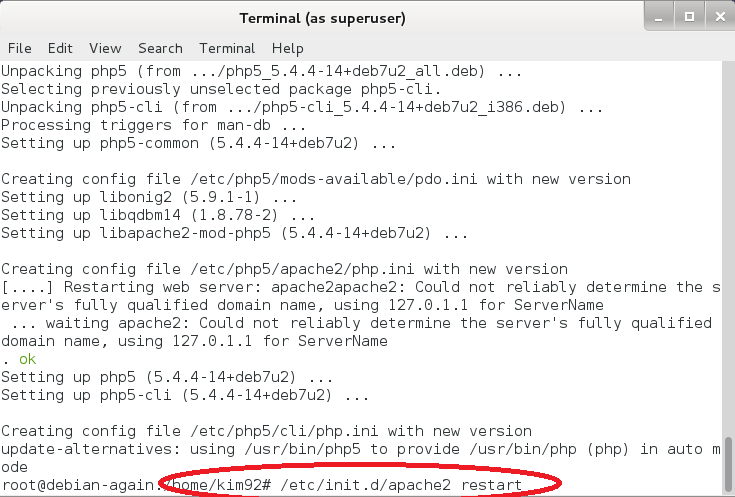 Terminal (as superuser)
File Edit View Search Terminal Help
Unpacking php5 (from .../php5_5.4.4-14+deb7u2_all.deb) ...
Selecting previously unselected package php5-cli.
Unpacking php5-cli (from .../php5-cli_5.4.4-14+deb7u2_i386.deb) ...
Processing triggers for man-db ...
Setting up php5-common (5.4.4-14+deb7u2) ...
Creating config file /etc/php5/mods-available/pdo.ini with new version
Setting up libonig2 (5.9.1-1) ...
Setting up libqdbm14 (1.8.78-2) ...
Setting up libapache2-mod-php5 (5.4.4-14+deb7u2) ...
Creating config file /etc/php5/apache2/php.ini with new version
[....] Restarting web server: apache2apache2: Could not reliably determine the s
erver's fully qualified domain name, using 127.0.1.1 for ServerName
 ... waiting apache2: Could not reliably determine the server's fully qualified
domain name, using 127.0.1.1 for ServerName
. ok
Setting up php5 (5.4.4-14+deb7u2) ...
Setting up php5-cli (5.4.4-14+deb7u2) ...
Creating config file /etc/php5/cli/php.ini with new version
update-alternatives: using /usr/bin/php5 to provide /usr/bin/php (php) in auto m
ode
root@debian-again:/home/kim92# /etc/init.d/apache2 restart